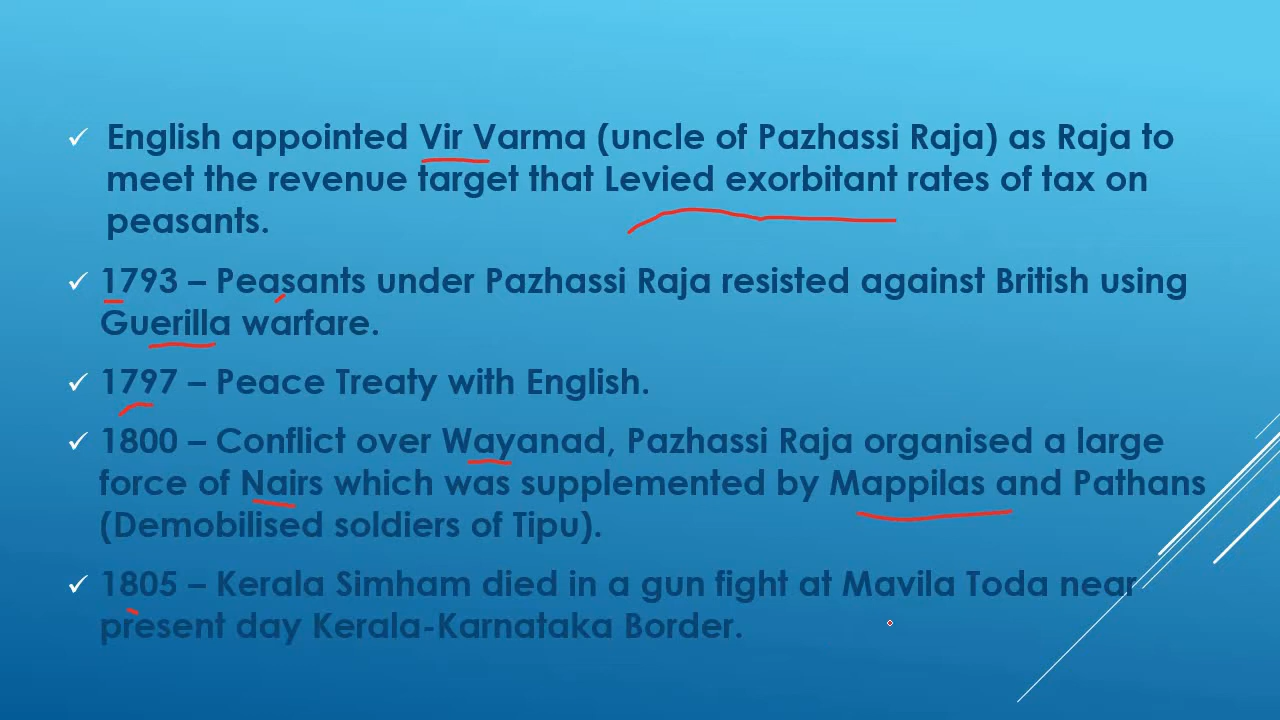 English appointed Vir Varma (uncle of Pazhassi Raja) as Raja to
meet the revenue target that Levied exorbitant rates of tax on
peasants.
1793 – Peasants under Pazhassi Raja resisted against British using
Guerilla warfare.
1797 – Peace Treaty with English.
1800 – Conflict over Wayanad, Pazhassi Raja organised a large
force of Nairs which was supplemented by Mappilas and Pathans
(Demobilised soldiers of Tipu).
1805 – Kerala Simham died in a gun fight at Mavila Toda near
present day Kerala-Karnataka Border.